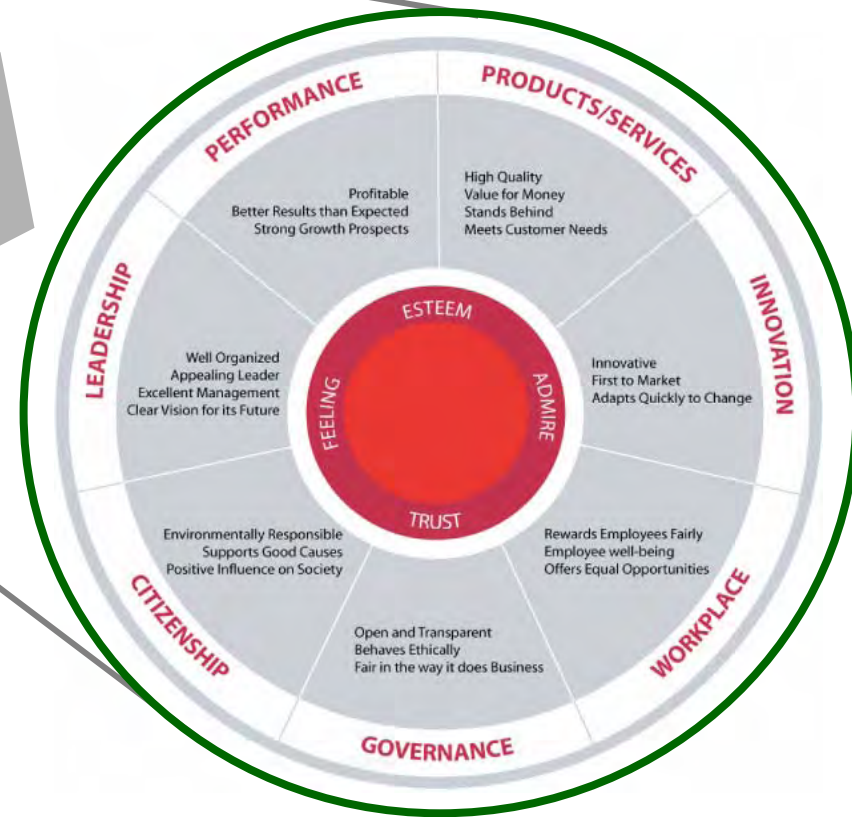 PERFORMANCE
Profitable
Better Results than Expected
Strong Growth Prospects
PRODUCTS/SERVICES
High Quality
Value for Money
Stands Behind
Meets Customer Needs
INNOVATION
Innovative
First to Market
Adapts Quickly to Change
WORKPLACE
Rewards Employees Fairly
Employee well-being
Offers Equal Opportunities
GOVERNANCE
Open and Transparent
Behaves Ethically
Fair in the way it does Business
CITIZENSHIP
Environmentally Responsible
Supports Good Causes
Positive Influence on Society
LEADERSHIP
Well Organized
Appealing Leader
Excellent Management
Clear Vision for its Future
ESTEEM
ADMIRE
TRUST
FEELING